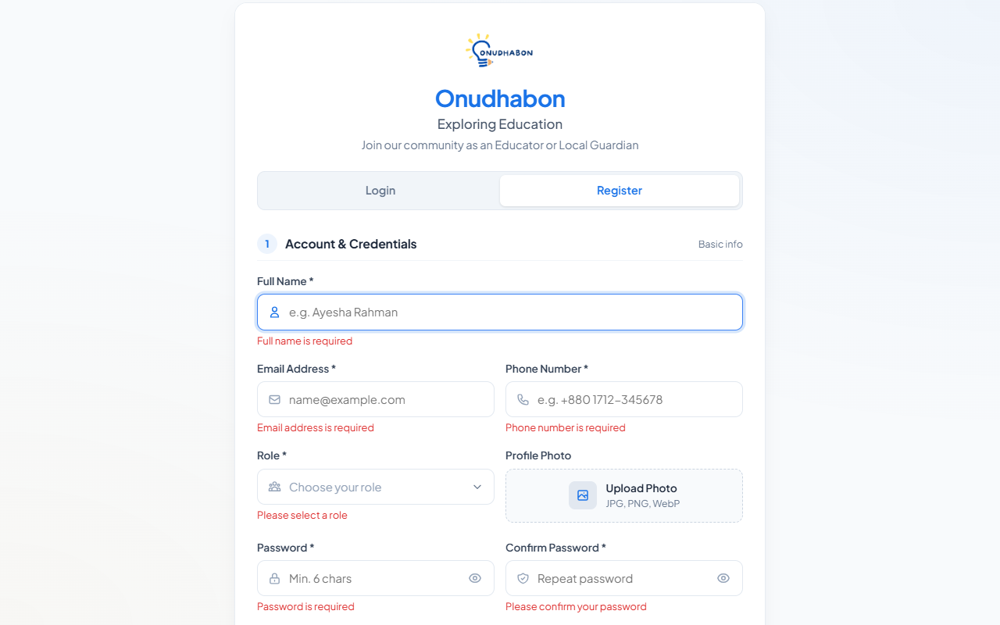 ONUDHABON
Onudhabon
Exploring Education
Join our community as an Educator or Local Guardian
Login
Register
1
Account & Credentials
Basic info
Full Name *
e.g. Ayesha Rahman
Full name is required
Email Address *
Phone Number *
name@example.com
e.g. +880 1712-345678
Email address is required
Phone number is required
Role *
Profile Photo
Choose your role
Upload Photo
JPG, PNG, WebP
Please select a role
Password *
Confirm Password *
Min. 6 chars
Repeat password
Password is required
Please confirm your password